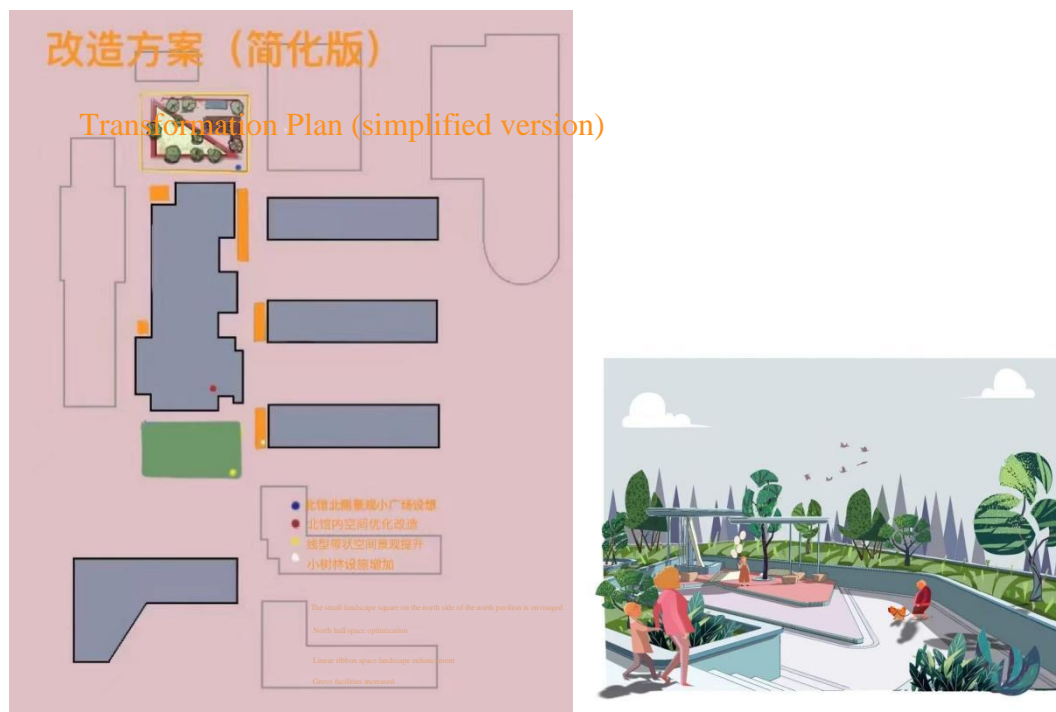 改造方案（简化版）
Transformation Plan (simplified version)
北馆北侧景观小广场设想
北馆内空间优化改造
线型带状空间景观提升
小树林设施增加
The small landscape square on the north side of the north pavilion is envisaged
North hall space optimization
Linear ribbon space landscape enhancement
Grove facilities increased